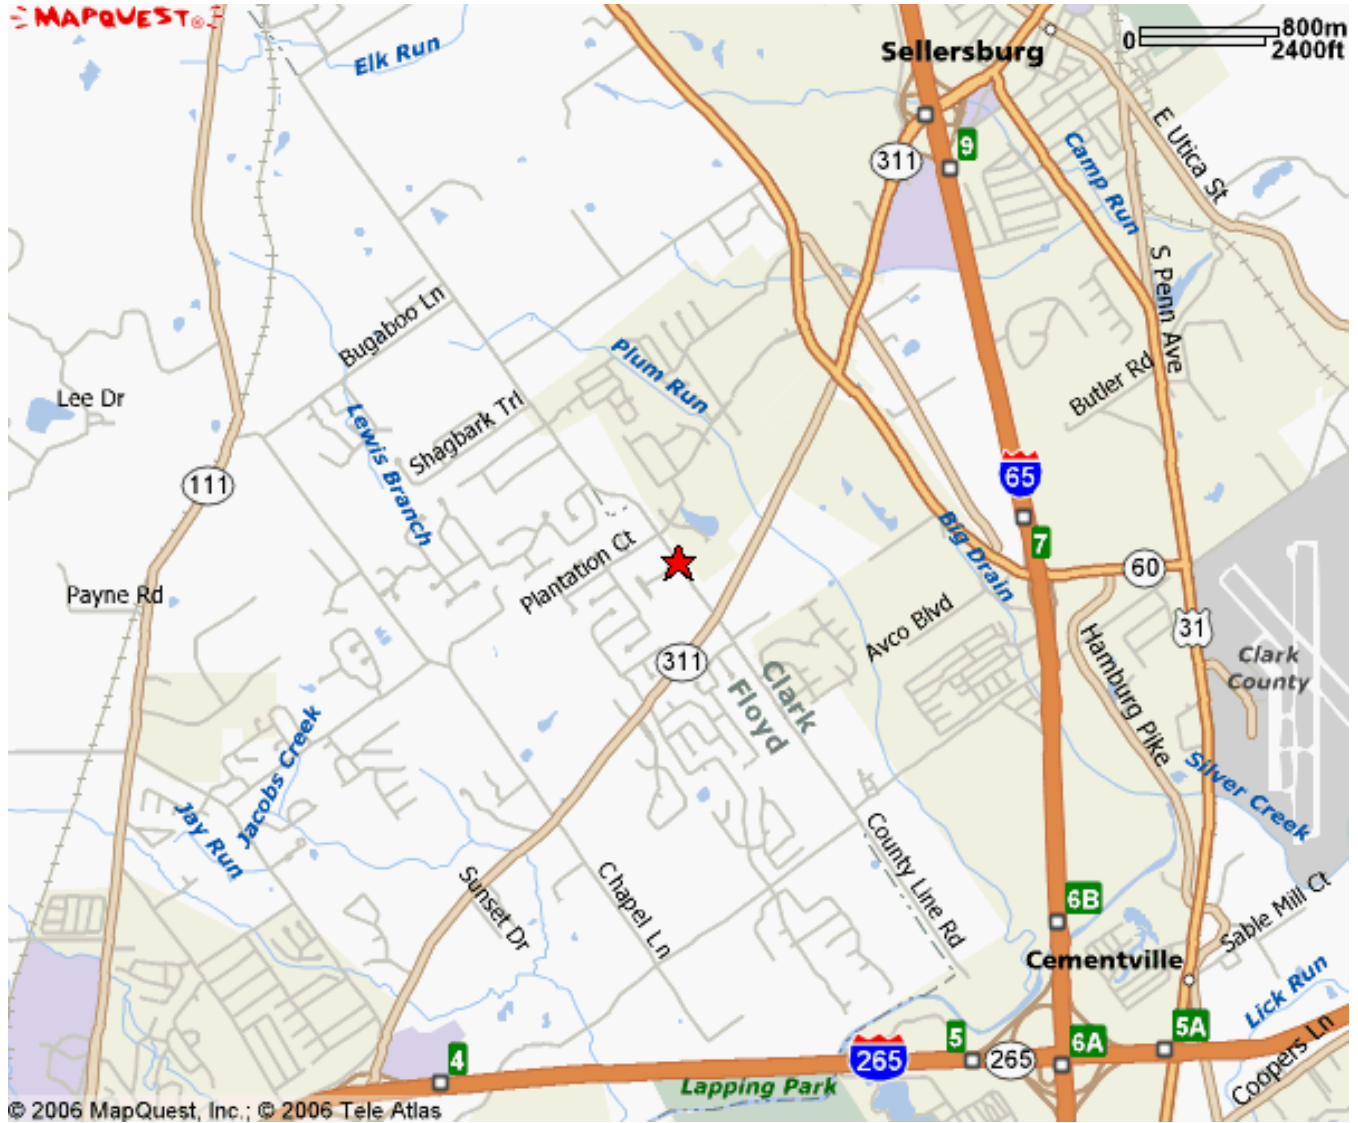 MAPQUEST®
800m
0
2400ft
Elk Run
Sellersburg
E Utica St
9
311
Camp Run
S Penn Ave
Bugaboo Ln
Plum Run
Butler Rd
Lee Dr
Lewis Branch
Shagbark Trl
111
65
Big Drain
7
Plantation Ct
60
Payne Rd
Avco Blvd
31
Hamburg Pike
Clark
County
311
Clark
Floyd
Jacobs Creek
Silver Creek
Jay Run
County Line Rd
Sunset Dr
Chapel Ln
6B
Sable Mill Ct
Cementville
Lick Run
5A
5
6A
265
265
4
Coopers Ln
Lapping Park
© 2006 MapQuest, Inc.; © 2006 Tele Atlas